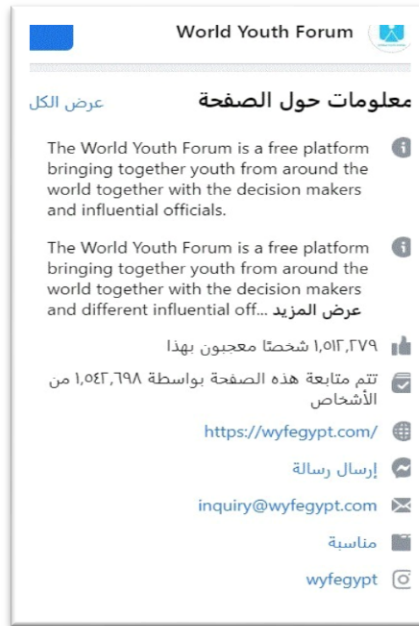 World Youth Forum
معلومات حول الصفحة
عرض الكل
The World Youth Forum is a free platform
bringing together youth from around the
world together with the decision makers
and influential officials.
The World Youth Forum is a free platform
bringing together youth from around the
world together with the decision makers
and different influential off... عرض المزيد
١,٥١٢,٢٧٩ شخصًا معجبون بهذا
تتم متابعة هذه الصفحة بواسطة ١,٥٤٢,٦٩٨ من
الأشخاص
https://wyfegypt.com/
إرسال رسالة
inquiry@wyfegypt.com
مناسبة
wyfegypt